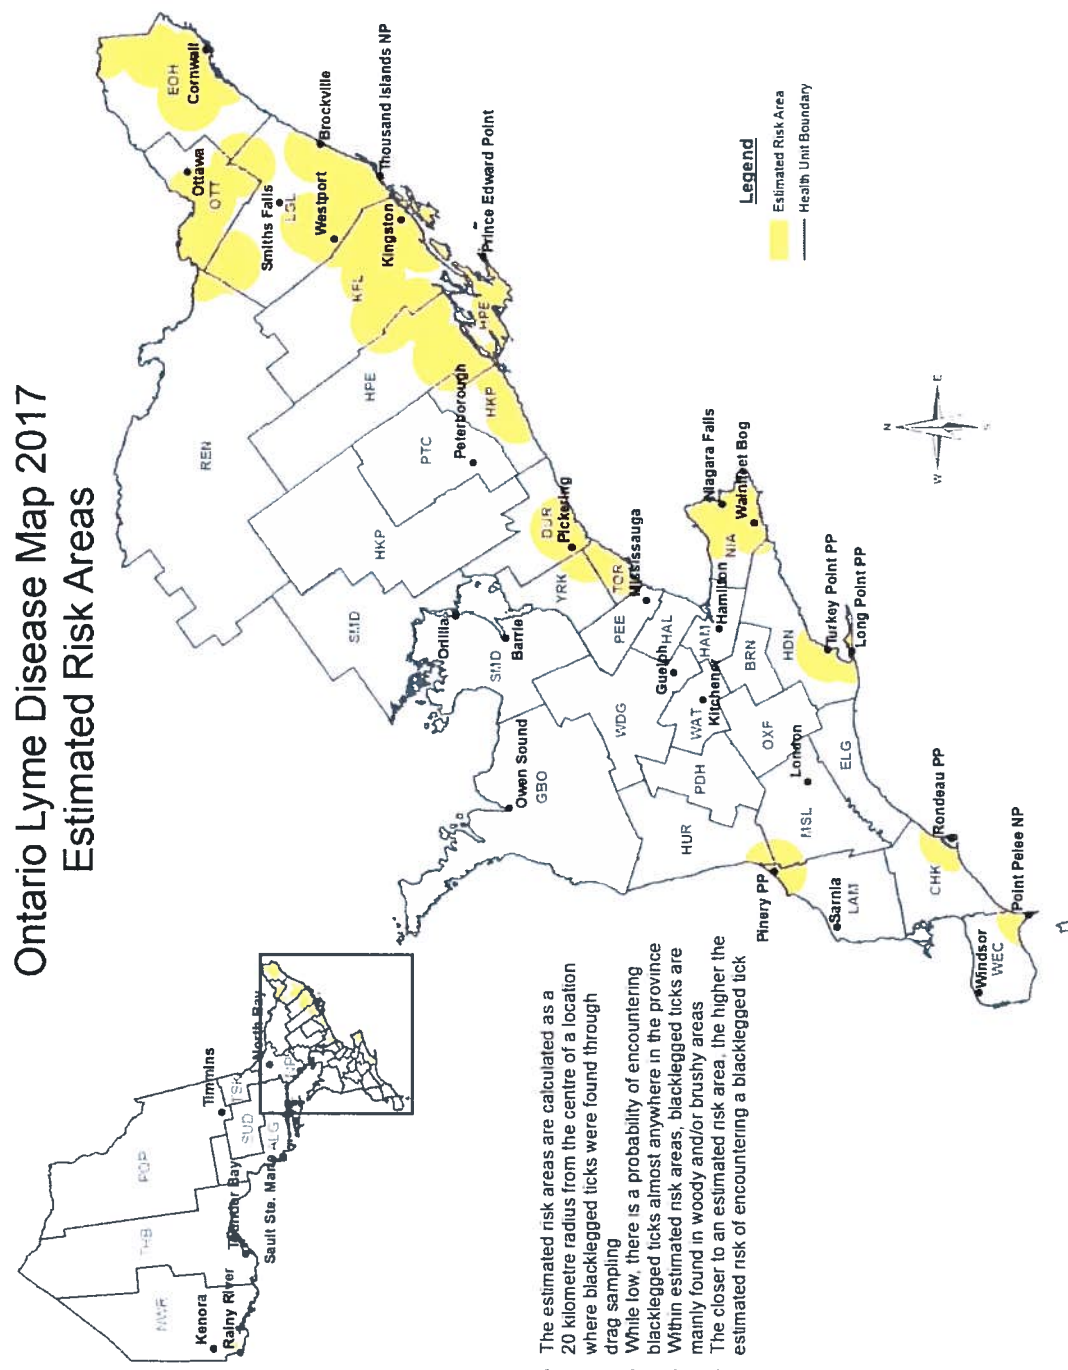 Ontario Lyme Disease Map 2017
Estimated Risk Areas
Kenora
Rainy River
NWR
THB
PQP
Thunder Bay
Sault Ste. Marie
Timmins
TSK
SUD
ALG
North Bay
NPS
The estimated risk areas are calculated as a
20 kilometre radius from the centre of a location
where blacklegged ticks were found through
drag sampling
While low, there is a probability of encountering
blacklegged ticks almost anywhere in the province
Within estimated risk areas, blacklegged ticks are
mainly found in woody and/or brushy areas
The closer to an estimated risk area, the higher the
estimated risk of encountering a blacklegged tick
EOH
Cornwall
Ottawa
OTT
Smiths Falls
LGL
Brockville
Westport
Thousand Islands NP
Kingston
KFL
Prince Edward Point
HPE
HPE
REN
PTC
Peterborough
HKP
HKP
SMD
DUR
Pickering
YRK
TOR
Mississauga
Orillia
Barrie
SMD
PEE
HAL
Guelph
HAM
Hamilton
Niagara Falls
Wainfleet Bog
NIA
Owen Sound
GBO
WDG
WAT
Kitchener
BRN
HDN
Turkey Point PP
Long Point PP
PDH
OXF
London
ELG
HUR
MSL
Pinery PP
Sarnia
LAM
CHK
Rondeau PP
Windsor
WEC
Point Pelee NP
Legend
Estimated Risk Area
Health Unit Boundary
N
W
E
S